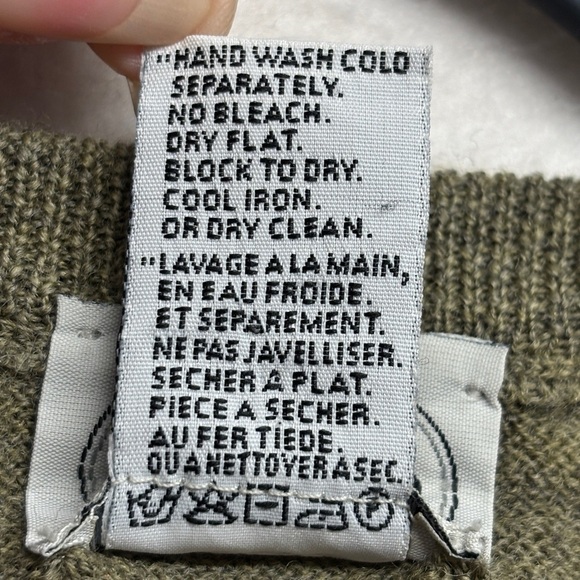 "HAND WASH COLD
SEPARATELY.
NO BLEACH.
DRY FLAT.
BLOCK TO DRY.
COOL IRON.
OR DRY CLEAN.
"LAVAGE A LA MAIN,
EN EAU FROIDE.
ET SEPAREMENT.
NE PAS JAVELLISER.
SECHER A PLAT.
PIECE A SECHER.
AU FER TIEDE.
OU A NETTOYER A SEC.
P